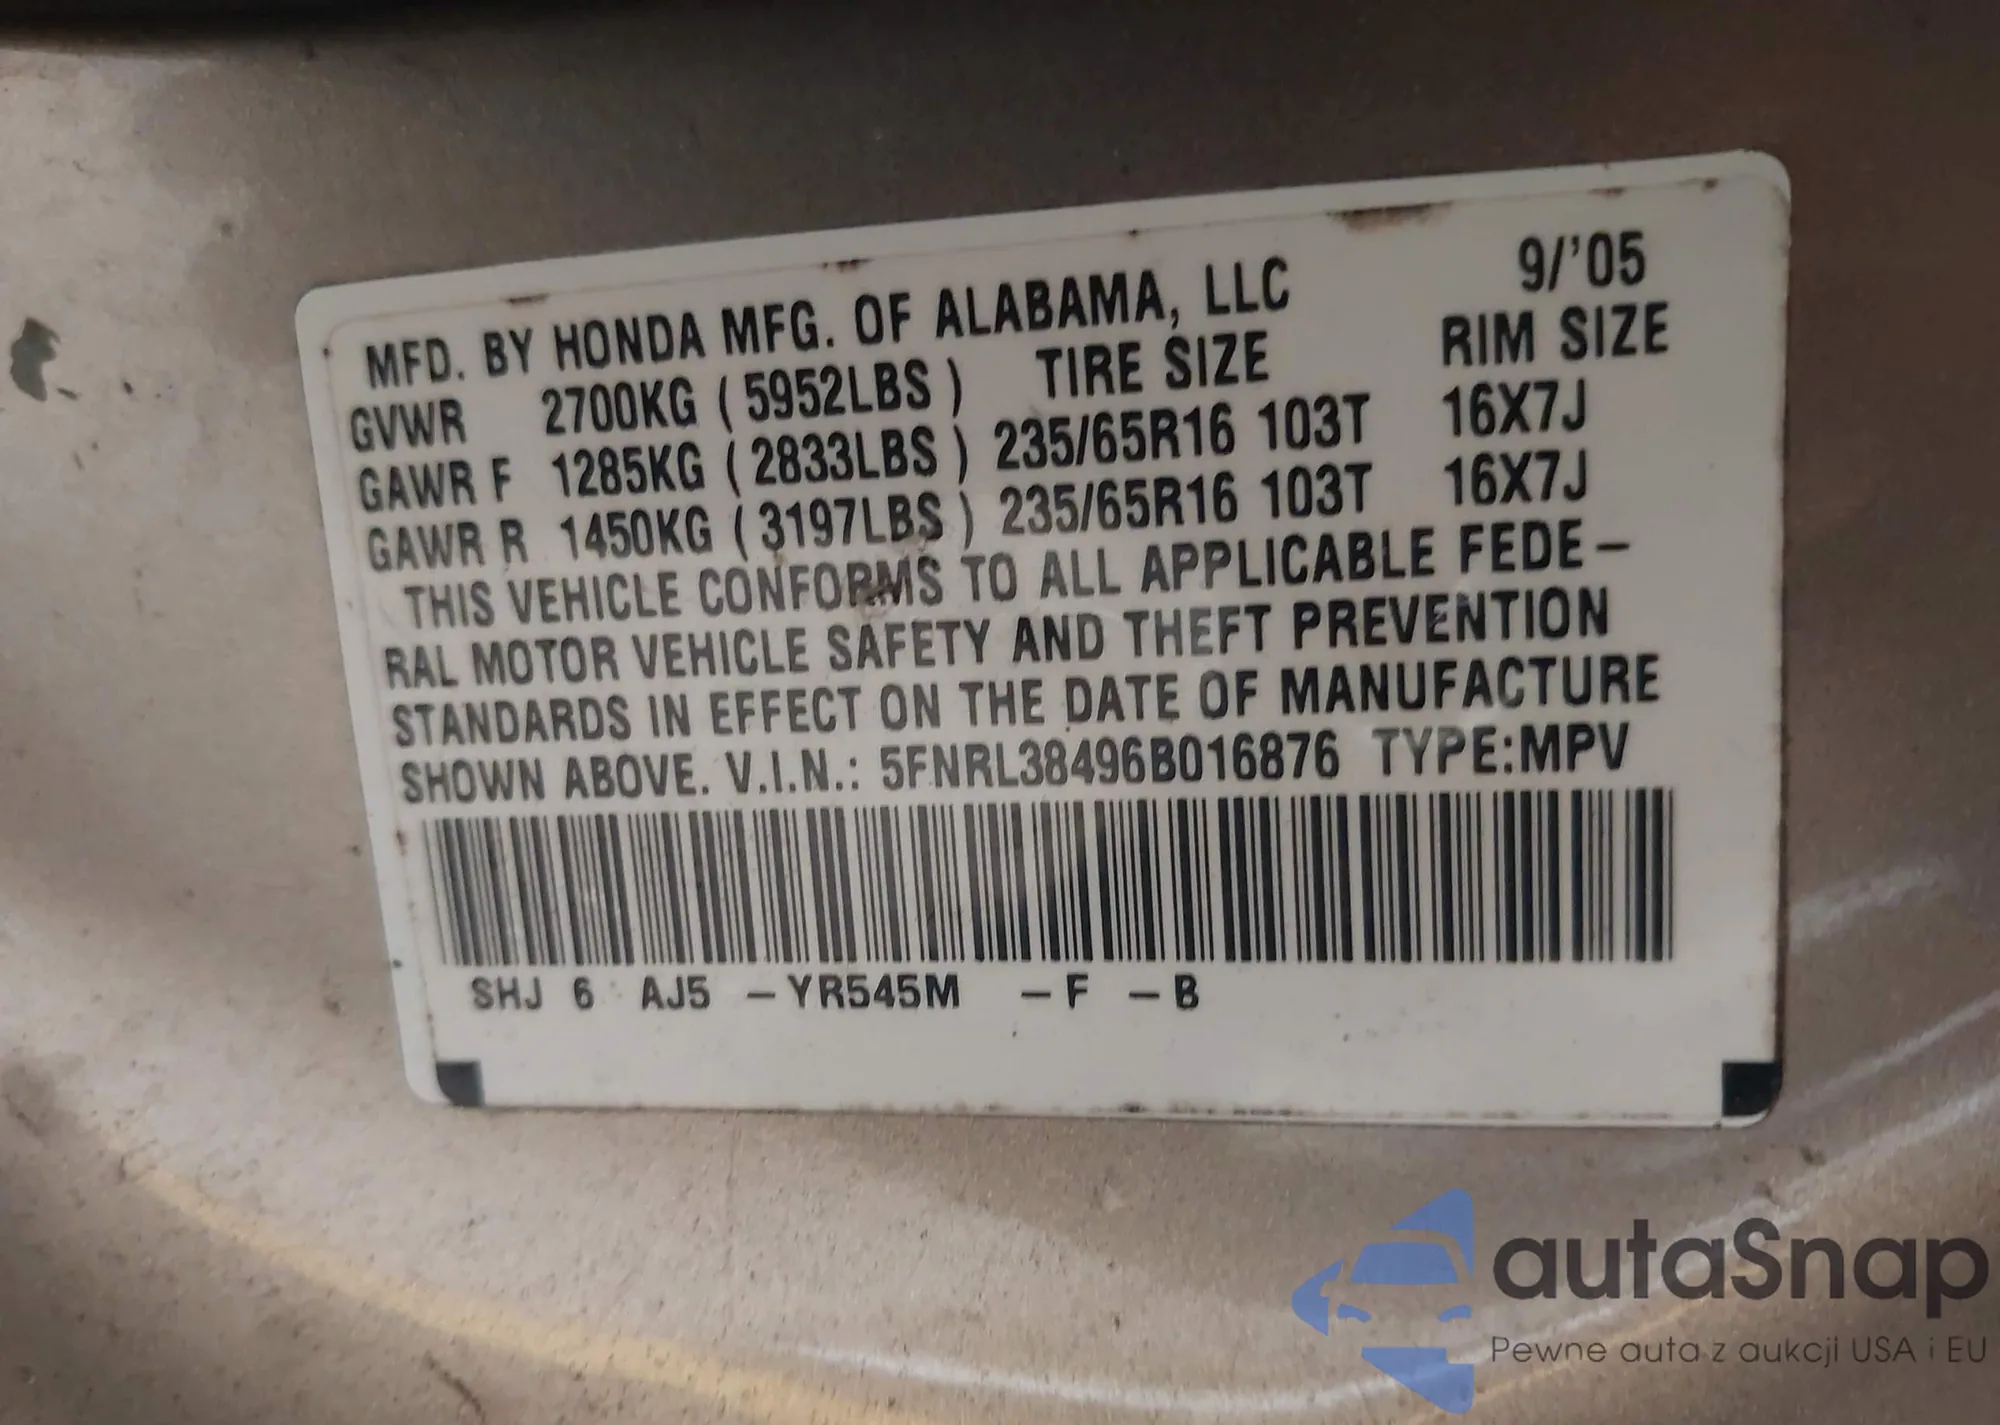 MFD. BY HONDA MFG. OF ALABAMA, LLC 9/'05
GVWR 2700KG ( 5952LBS ) TIRE SIZE RIM SIZE
GAWR F 1285KG ( 2833LBS ) 235/65R16 103T 16X7J
GAWR R 1450KG ( 3197LBS ) 235/65R16 103T 16X7J
THIS VEHICLE CONFORMS TO ALL APPLICABLE FEDE-
RAL MOTOR VEHICLE SAFETY AND THEFT PREVENTION
STANDARDS IN EFFECT ON THE DATE OF MANUFACTURE
SHOWN ABOVE. V.I.N.: 5FNRL38496B016876 TYPE:MPV
SHJ 6 AJ5 -YR545M -F -B
autaSnap
Pewne auta z aukcji USA i EU